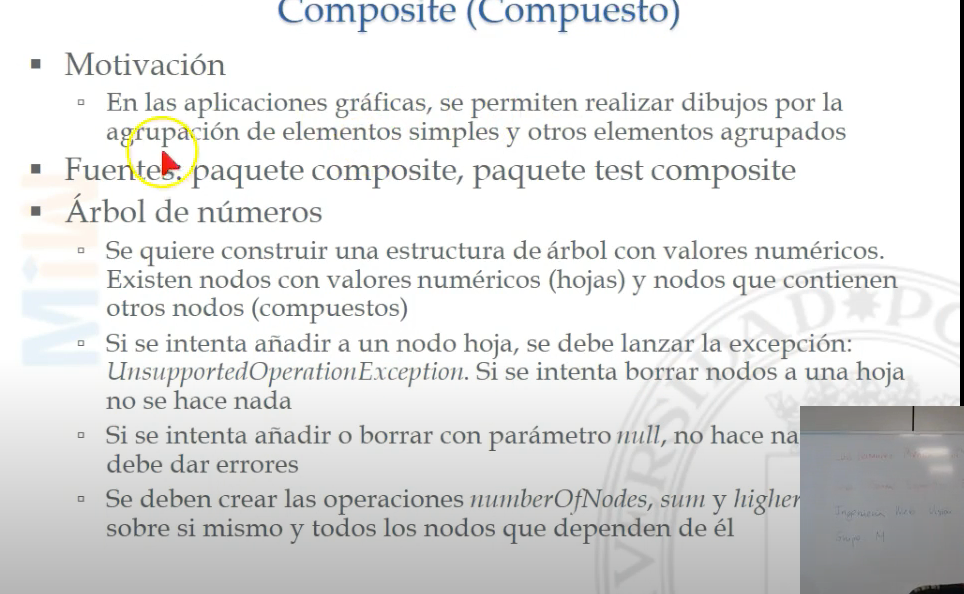 Composite (Compuesto)
Motivación
En las aplicaciones gráficas, se permiten realizar dibujos por la
agrupación de elementos simples y otros elementos agrupados
Fuentes: paquete composite, paquete test composite
Árbol de números
Se quiere construir una estructura de árbol con valores numéricos.
Existen nodos con valores numéricos (hojas) y nodos que contienen
otros nodos (compuestos)
Si se intenta añadir a un nodo hoja, se debe lanzar la excepción:
UnsupportedOperationException. Si se intenta borrar nodos a una hoja
no se hace nada
Si se intenta añadir o borrar con parámetro null, no hace na
debe dar errores
Se deben crear las operaciones numberOfNodes, sum y higher
sobre si mismo y todos los nodos que dependen de él
MiW
VERSIDAD PO
Ingeniería Web
Grupo M